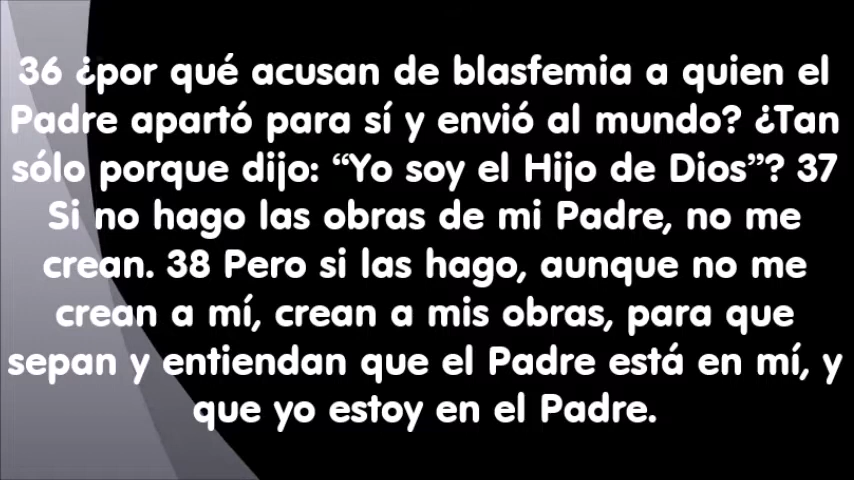 36 ¿por qué acusan de blasfemia a quien el
Padre apartó para sí y envió al mundo? ¿Tan
sólo porque dijo: “Yo soy el Hijo de Dios”? 37
Si no hago las obras de mi Padre, no me
crean. 38 Pero si las hago, aunque no me
crean a mí, crean a mis obras, para que
sepan y entiendan que el Padre está en mí, y
que yo estoy en el Padre.